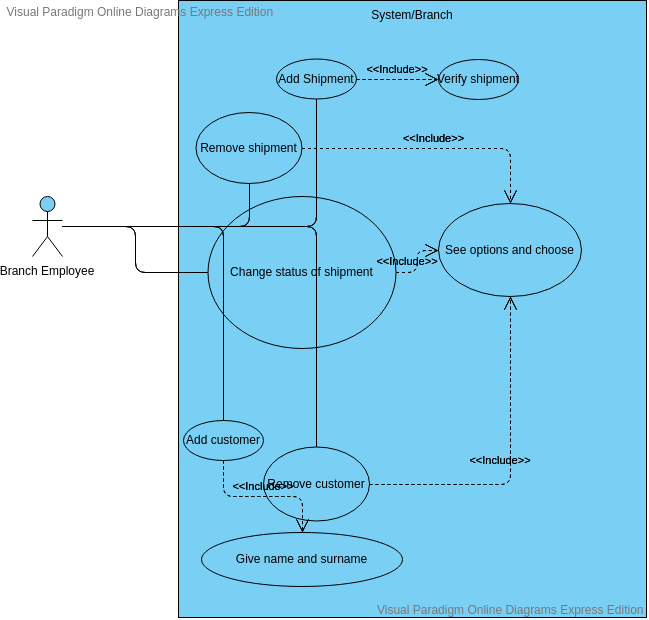 Visual Paradigm Online Diagrams Express Edition
System/Branch
Add Shipment
<<Include>>
Verify shipment
Remove shipment
<<Include>>
Branch Employee
Change status of shipment
<<Include>>
See options and choose
Add customer
<<Include>>
Remove customer
<<Include>>
Give name and surname
Visual Paradigm Online Diagrams Express Edition